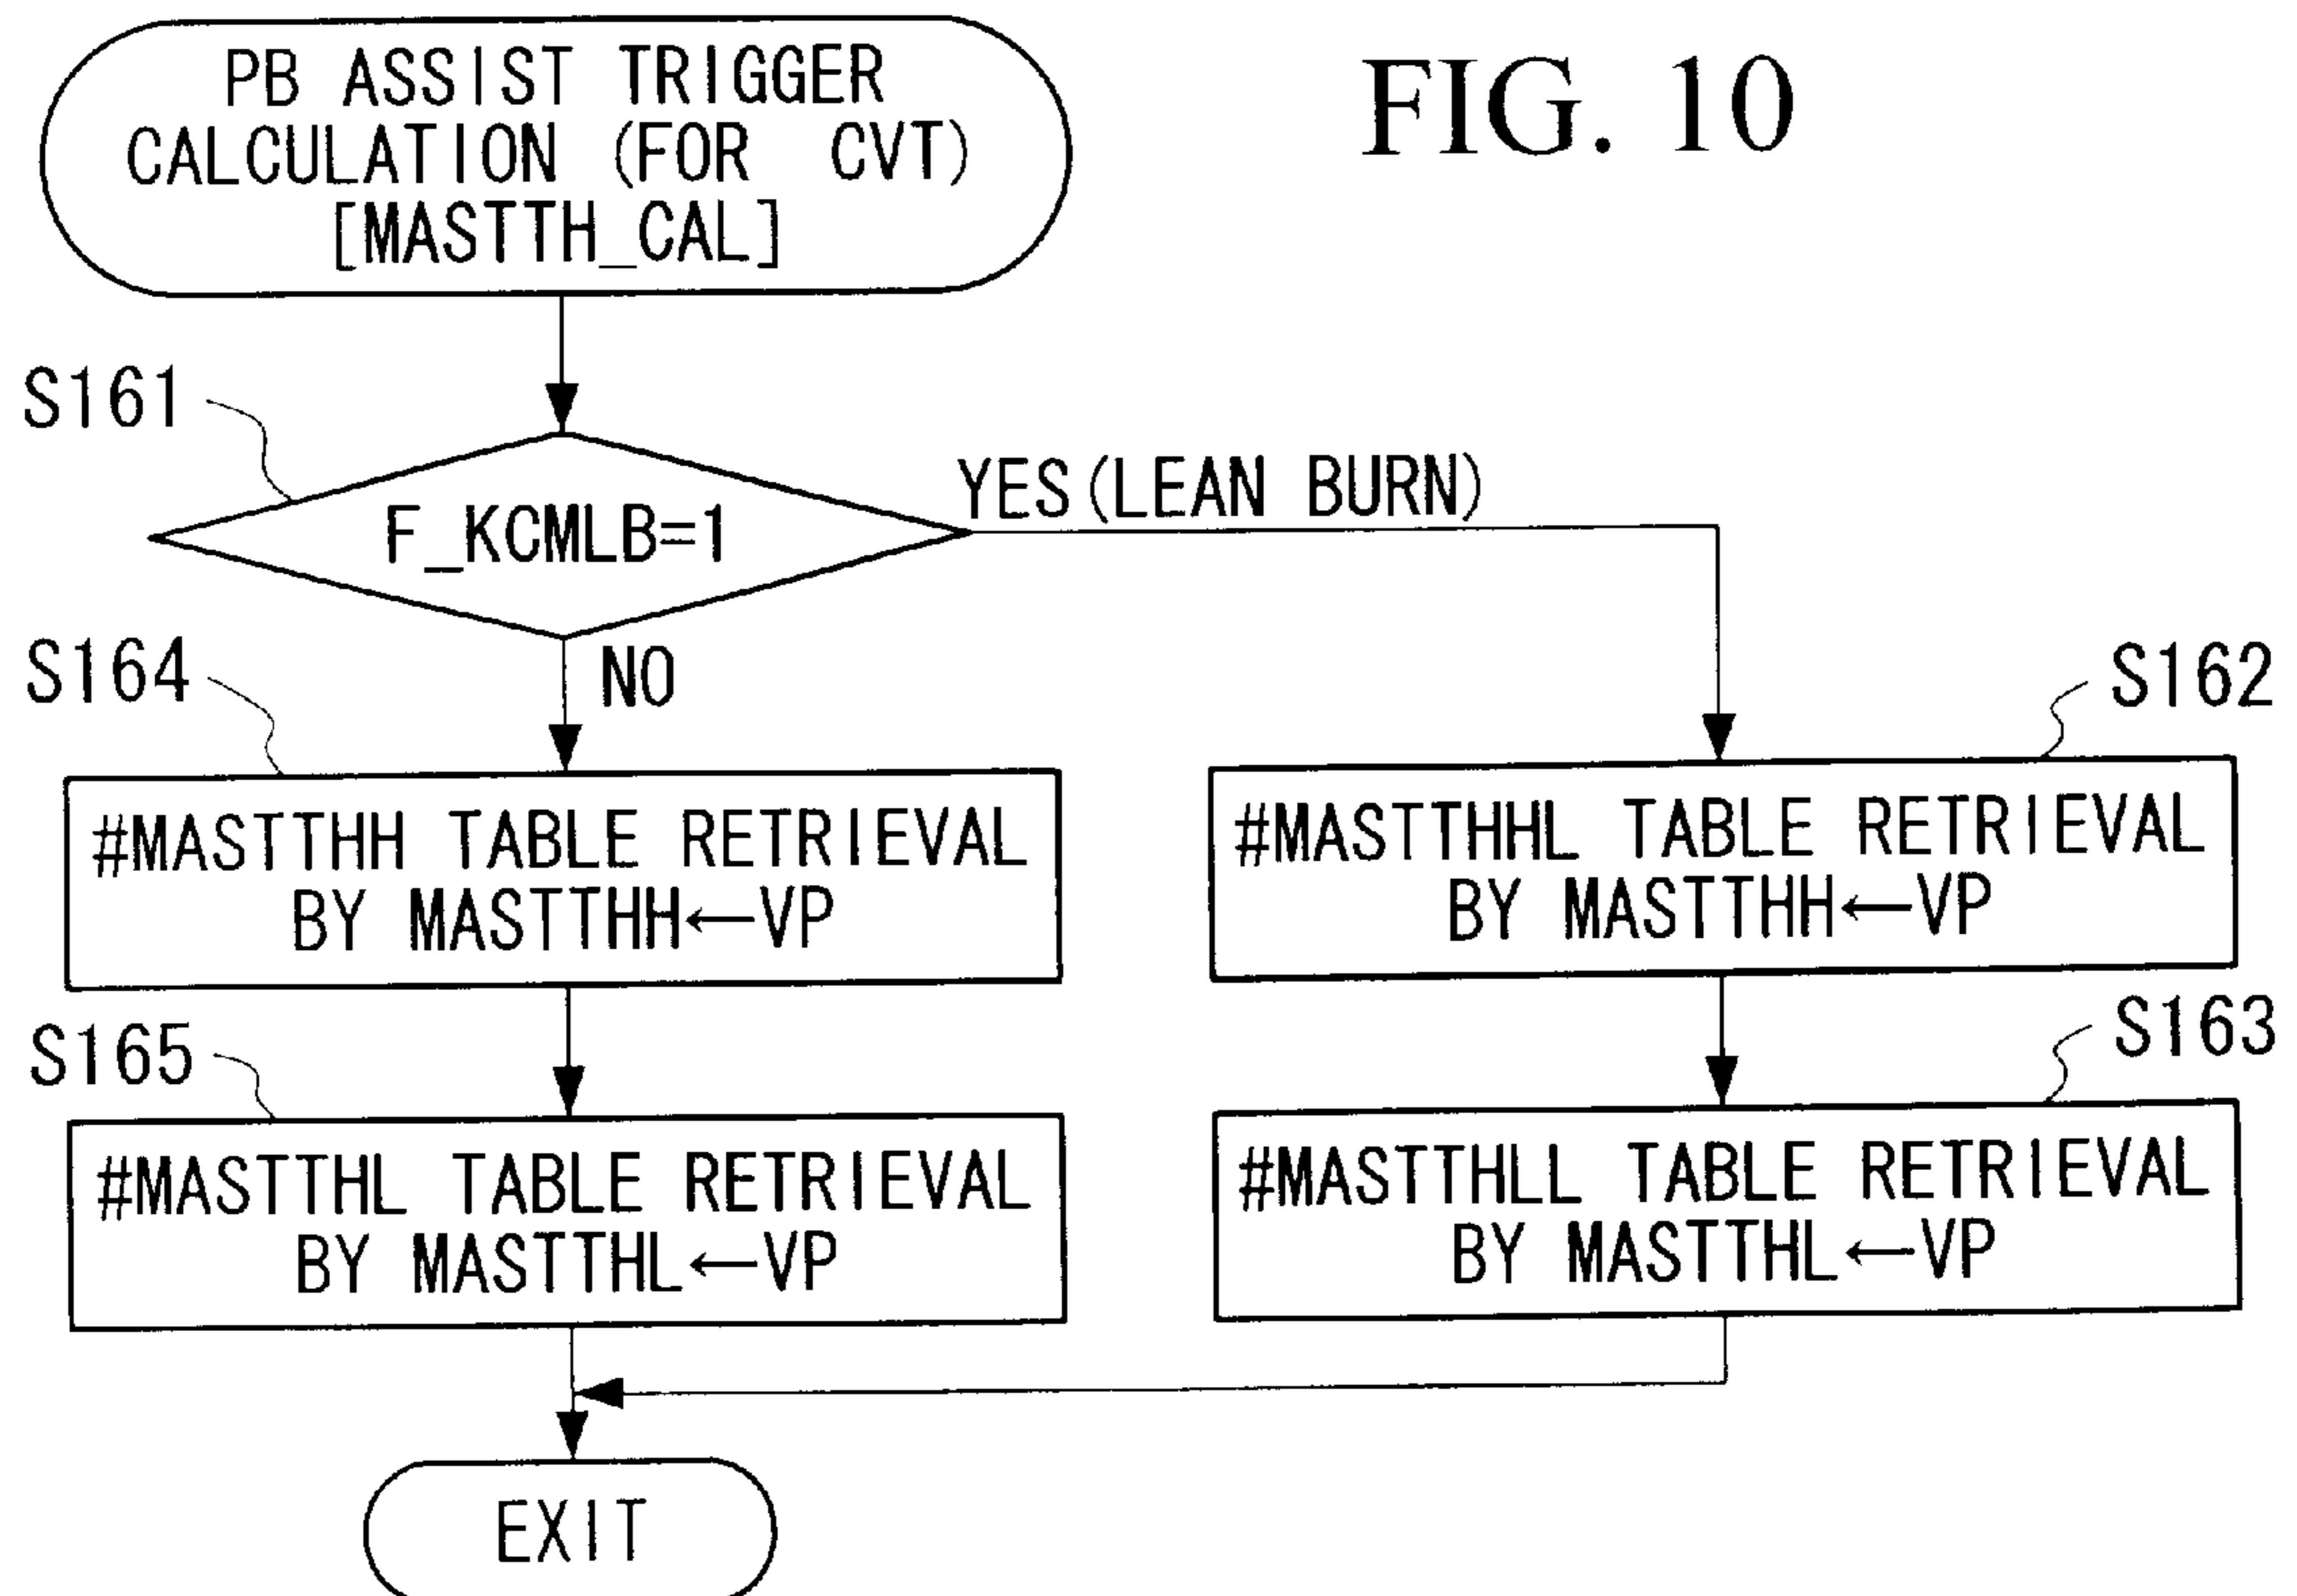 FIG. 10
PB ASSIST TRIGGER
CALCULATION (FOR CVT)
[MASTTH_CAL]
S161
F_KCMLB=1
YES(LEAN BURN)
NO
S164
#MASTTHH TABLE RETRIEVAL
BY MASTTHH←VP
S162
#MASTTHHL TABLE RETRIEVAL
BY MASTTHH←VP
S165
#MASTTHL TABLE RETRIEVAL
BY MASTTHL←VP
S163
#MASTTHLL TABLE RETRIEVAL
BY MASTTHL←VP
EXIT